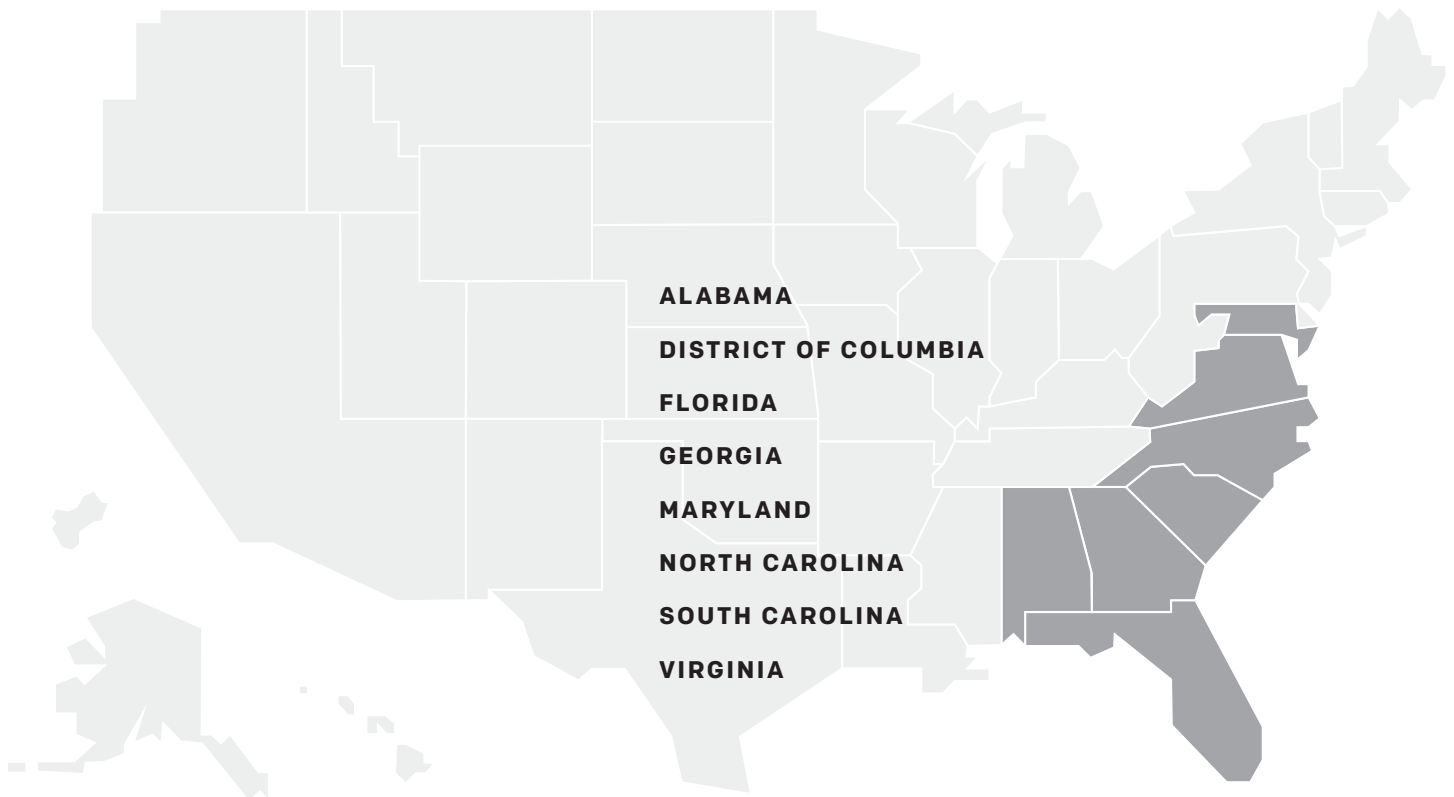 ALABAMA
DISTRICT OF COLUMBIA
FLORIDA
GEORGIA
MARYLAND
NORTH CAROLINA
SOUTH CAROLINA
VIRGINIA